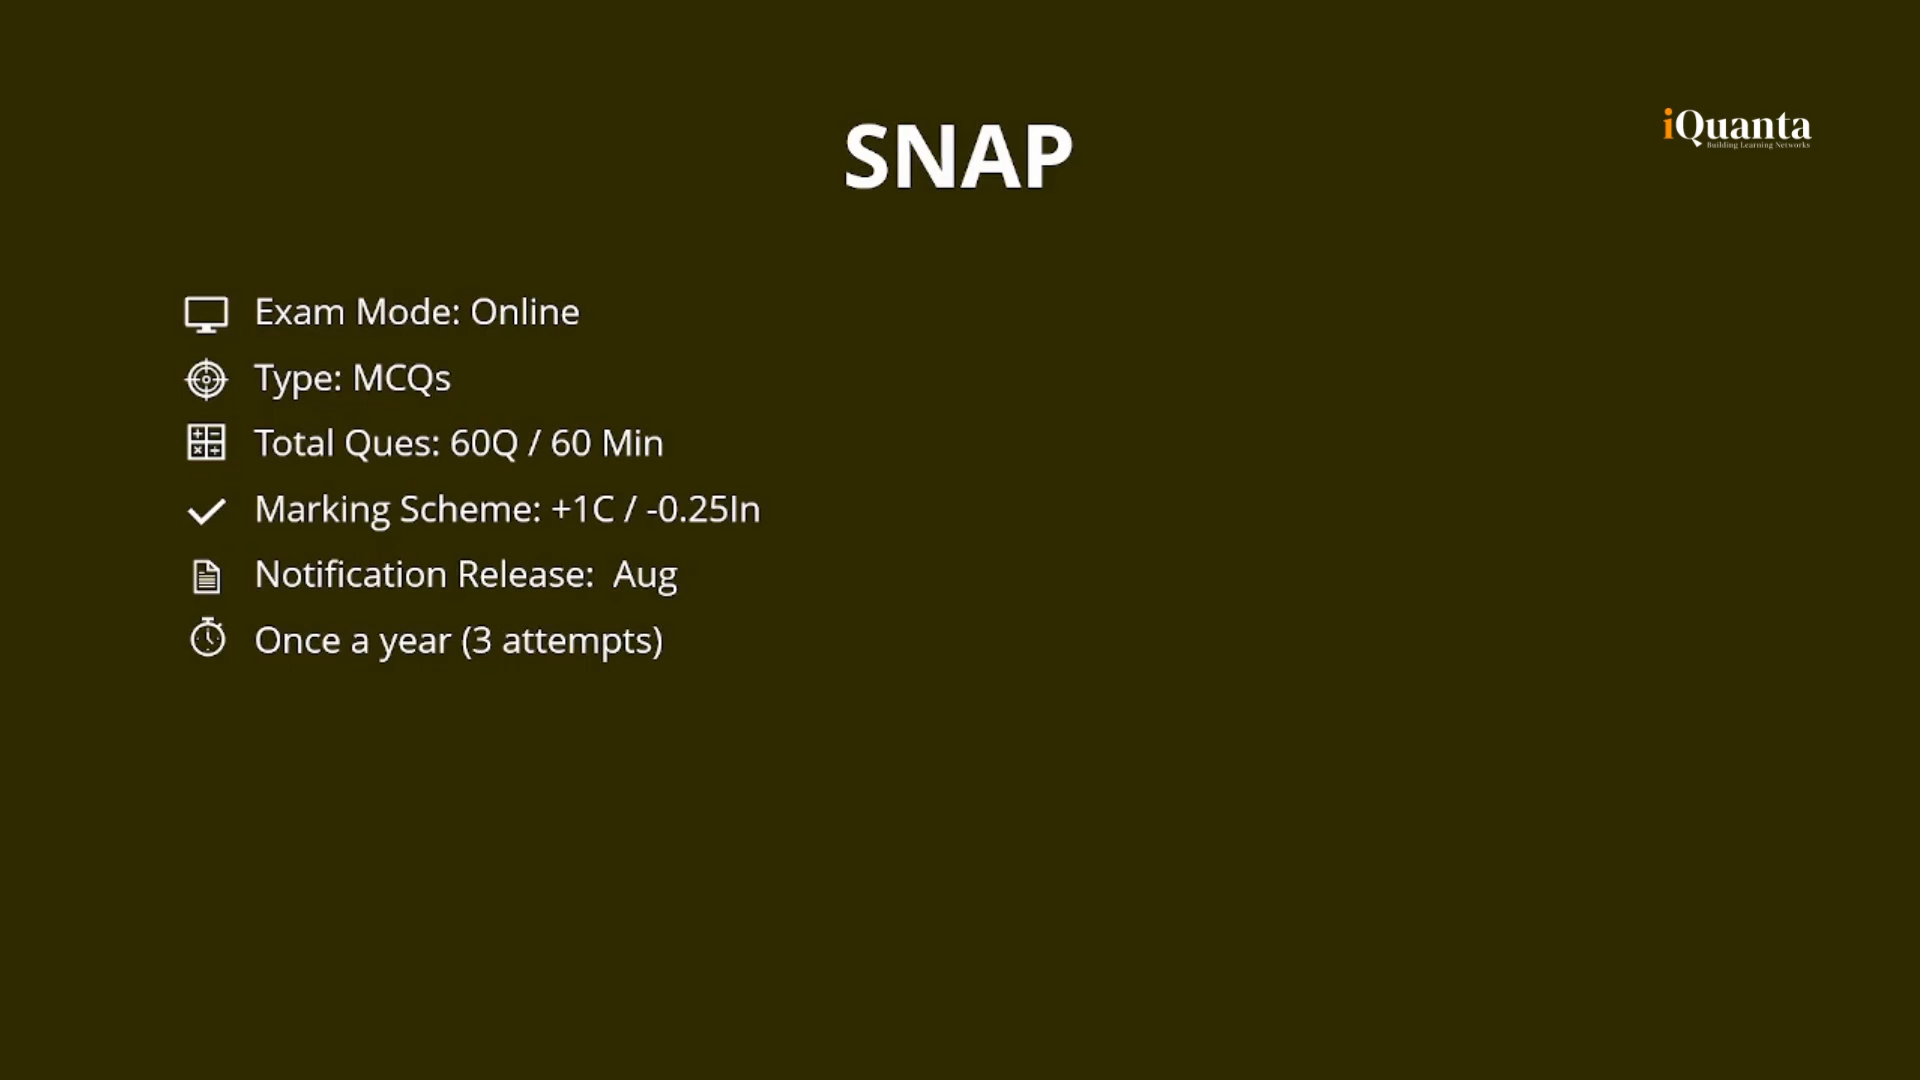 SNAP
iQuanta
Building Learning Networks
Exam Mode: Online
Type: MCQs
Total Ques: 60Q / 60 Min
Marking Scheme: +1C / -0.25In
Notification Release:  Aug
Once a year (3 attempts)